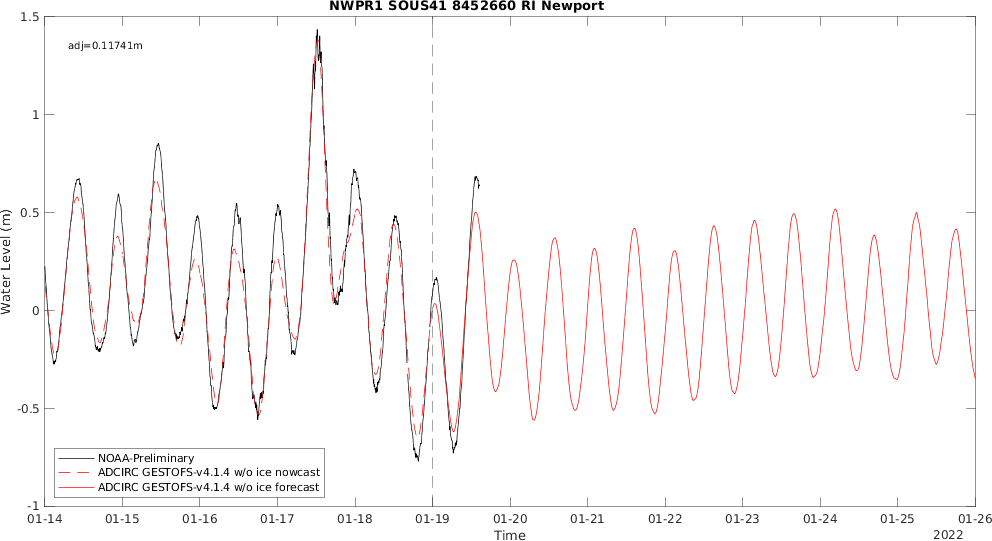 NWPR1 SOUS41 8452660 RI Newport
1.5
adj=0.11741m
1
0.5
Water Level (m)
0
-0.5
NOAA-Preliminary
ADCIRC GESTOFS-v4.1.4 w/o ice nowcast
ADCIRC GESTOFS-v4.1.4 w/o ice forecast
-1
01-14 01-15 01-16 01-17 01-18 01-19 01-20 01-21 01-22 01-23 01-24 01-25 01-26
Time
2022